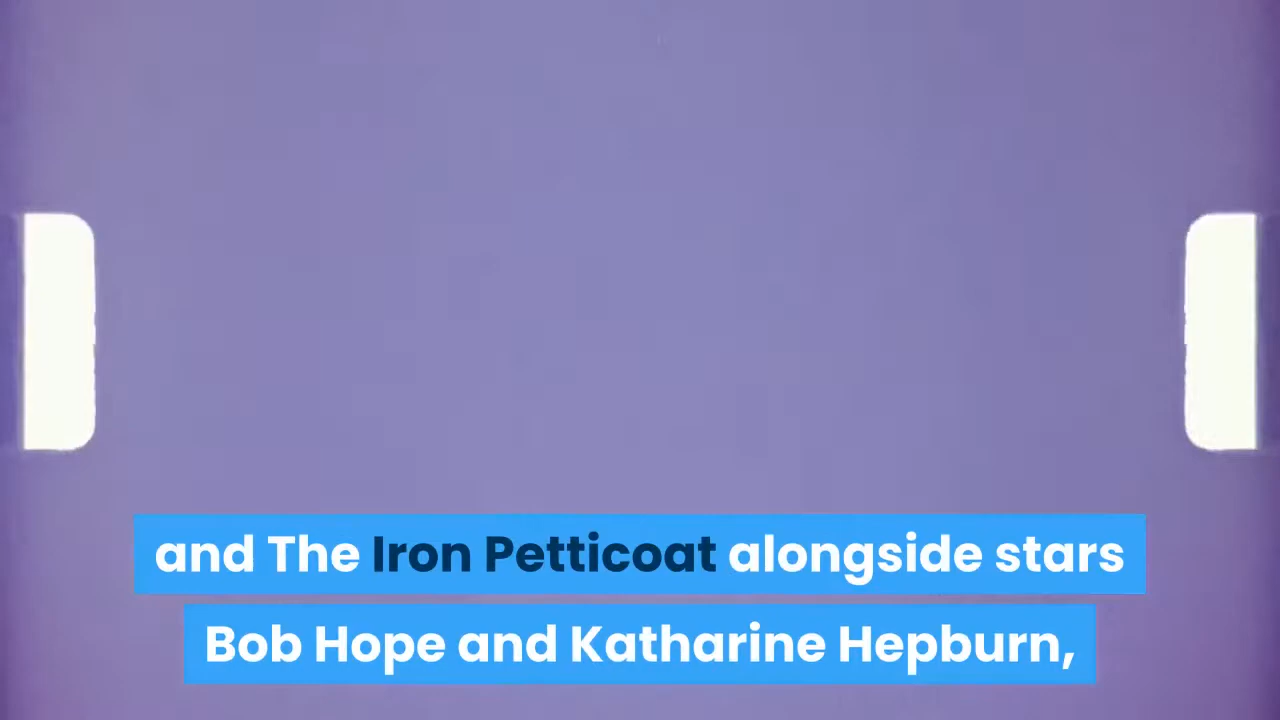 and The Iron Petticoat alongside stars
Bob Hope and Katharine Hepburn,